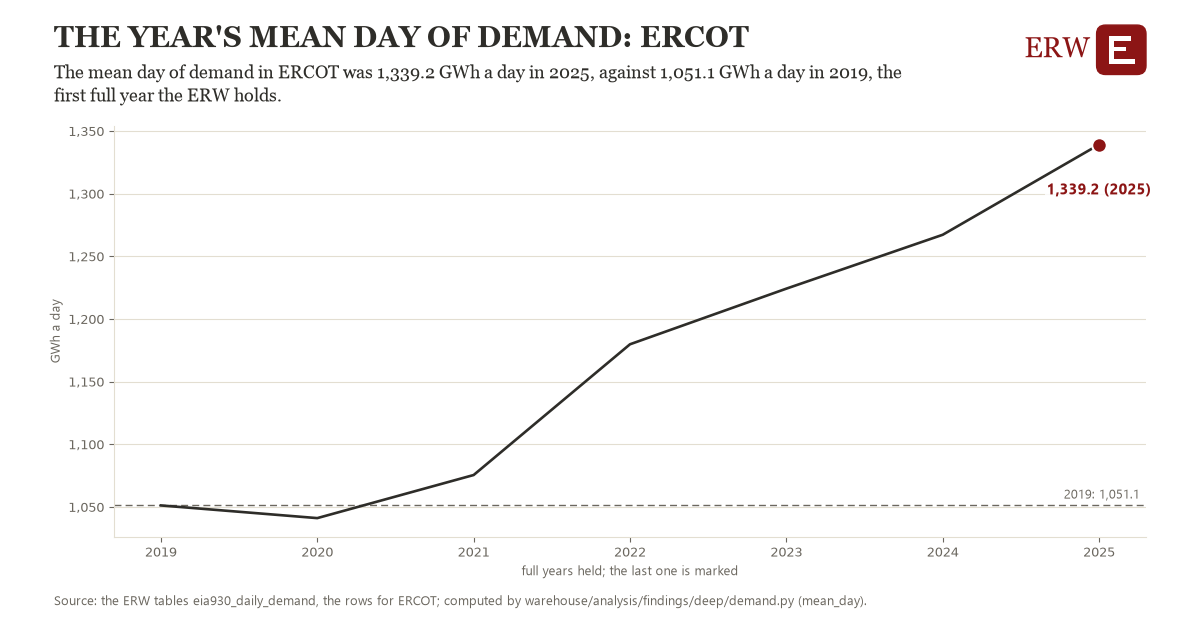 THE YEAR'S MEAN DAY OF DEMAND: ERCOT
The mean day of demand in ERCOT was 1,339.2 GWh a day in 2025, against 1,051.1 GWh a day in 2019, the
first full year the ERW holds.
ERW E
1,350
1,300
1,250
1,200
1,150
1,100
1,050
GWh a day
1,339.2 (2025)
2019: 1,051.1
2019 2020 2021 2022 2023 2024 2025
full years held; the last one is marked
Source: the ERW tables eia930_daily_demand, the rows for ERCOT; computed by warehouse/analysis/findings/deep/demand.py (mean_day).